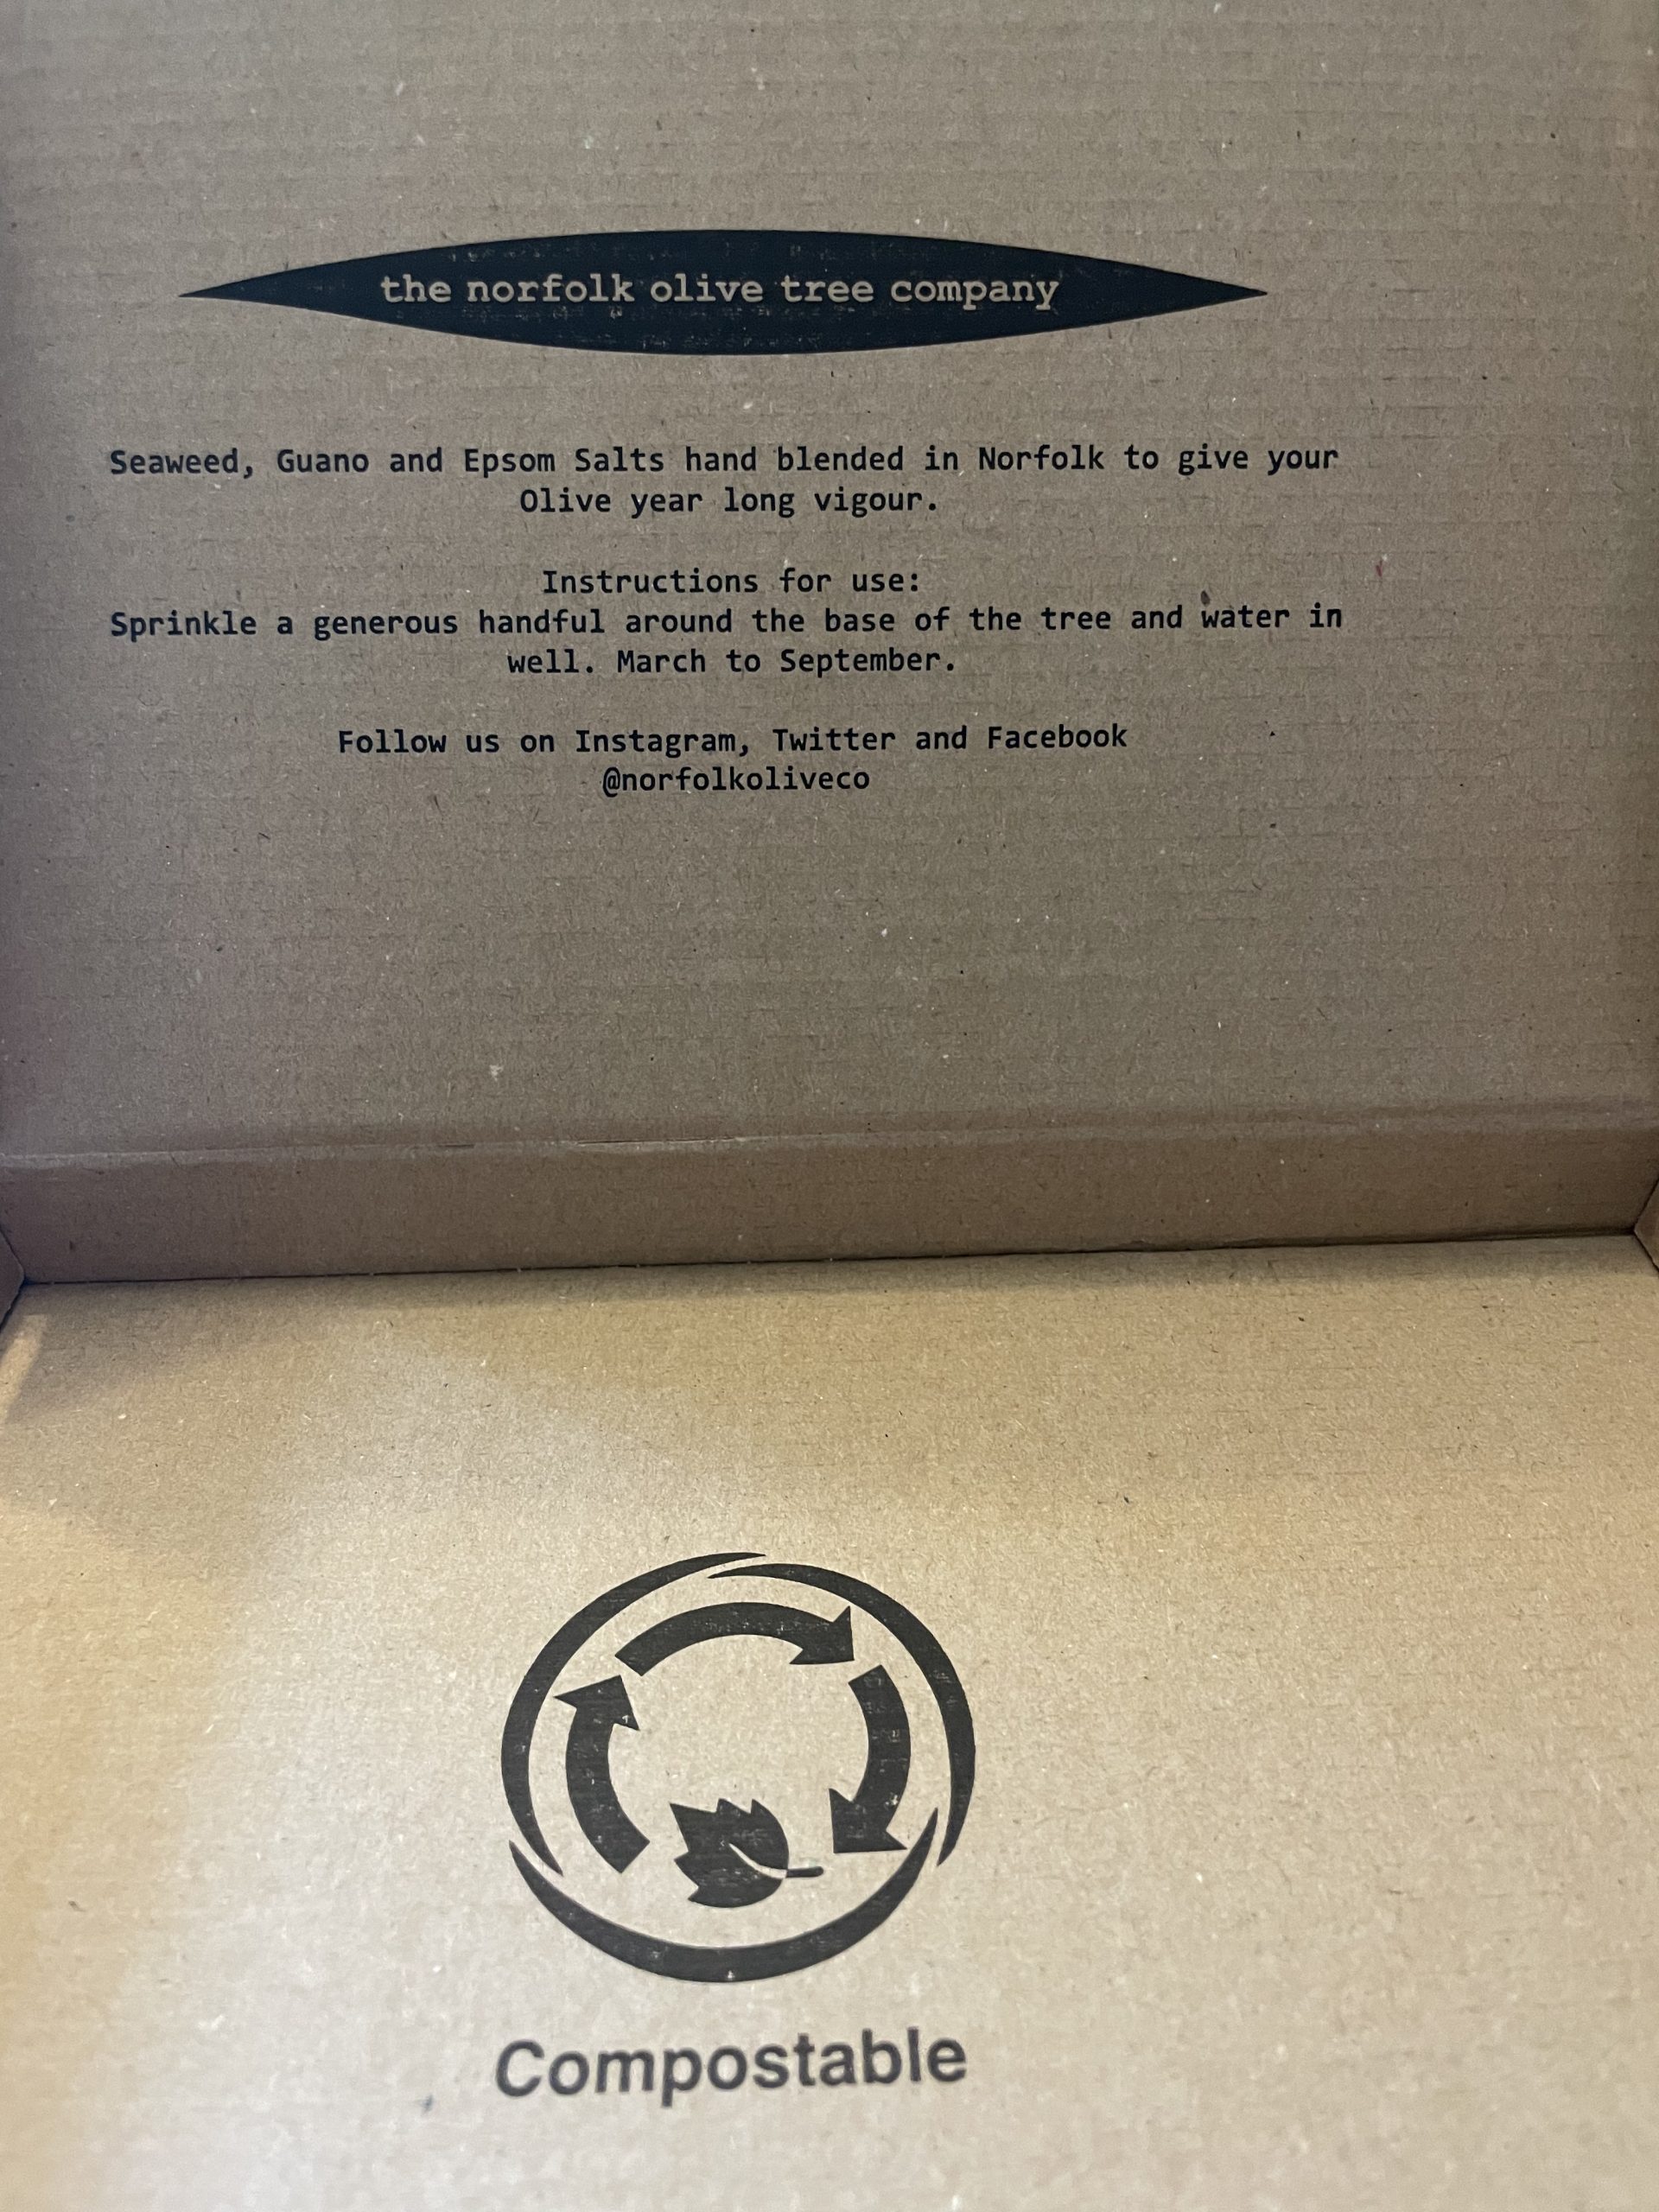 the norfolk olive tree company
Seaweed, Guano and Epsom Salts hand blended in Norfolk to give your
Olive year long vigour.
Instructions for use:
Sprinkle a generous handful around the base of the tree and water in
well. March to September.
Follow us on Instagram, Twitter and Facebook
@norfolkoliveco
Compostable